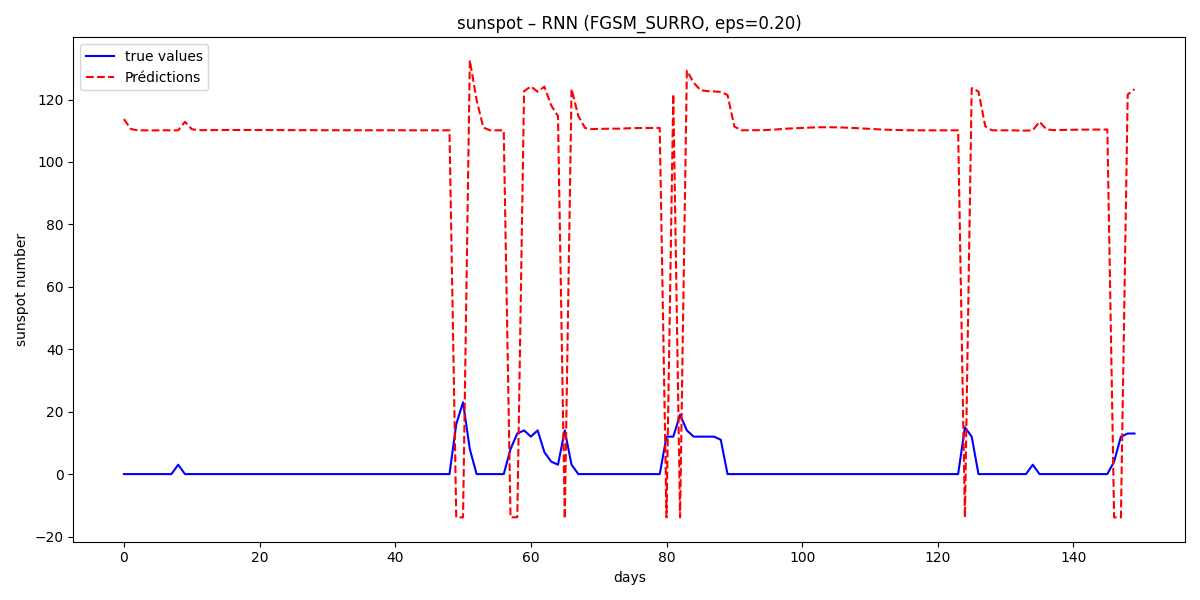 sunspot – RNN (FGSM_SURRO, eps=0.20)
true values
Prédictions
sunspot number
120
100
80
60
40
20
0
−20
0 20 40 60 80 100 120 140
days